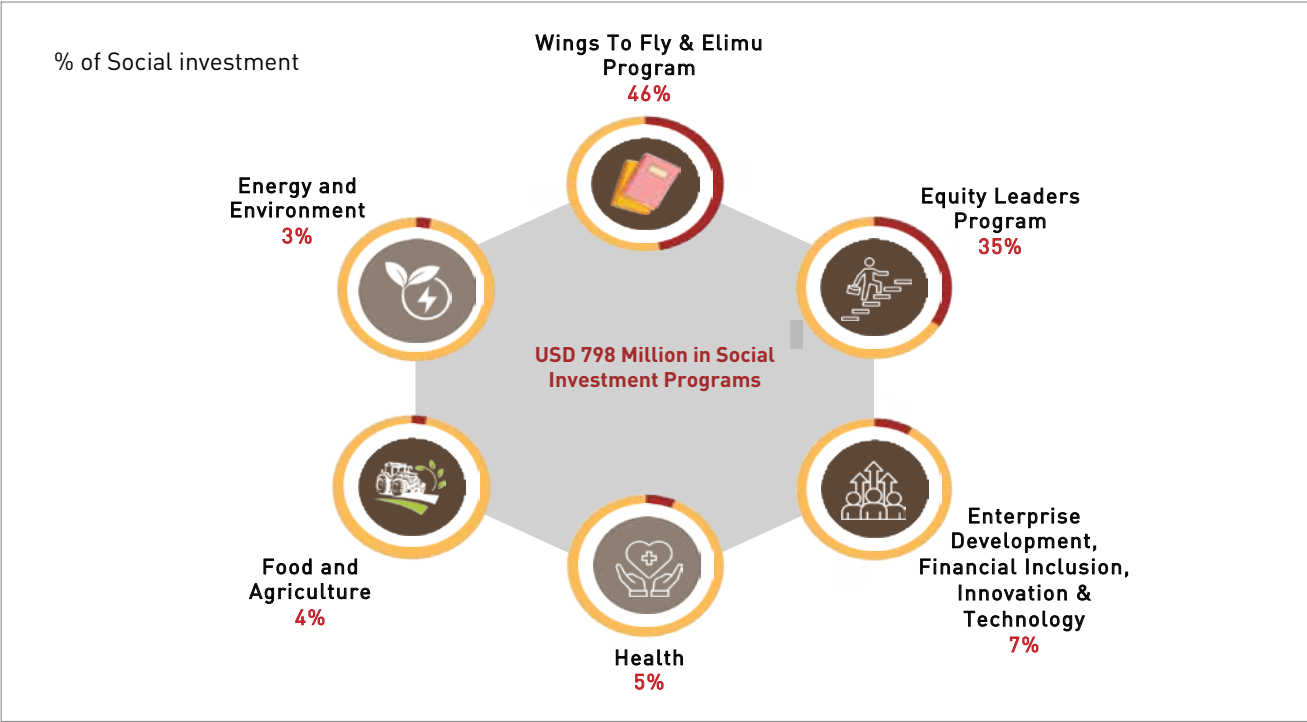 % of Social investment
Wings To Fly & Elimu
Program
46%
Energy and
Environment
3%
Equity Leaders
Program
35%
USD 798 Million in Social
Investment Programs
Food and
Agriculture
4%
Health
5%
Enterprise
Development,
Financial Inclusion,
Innovation &
Technology
7%